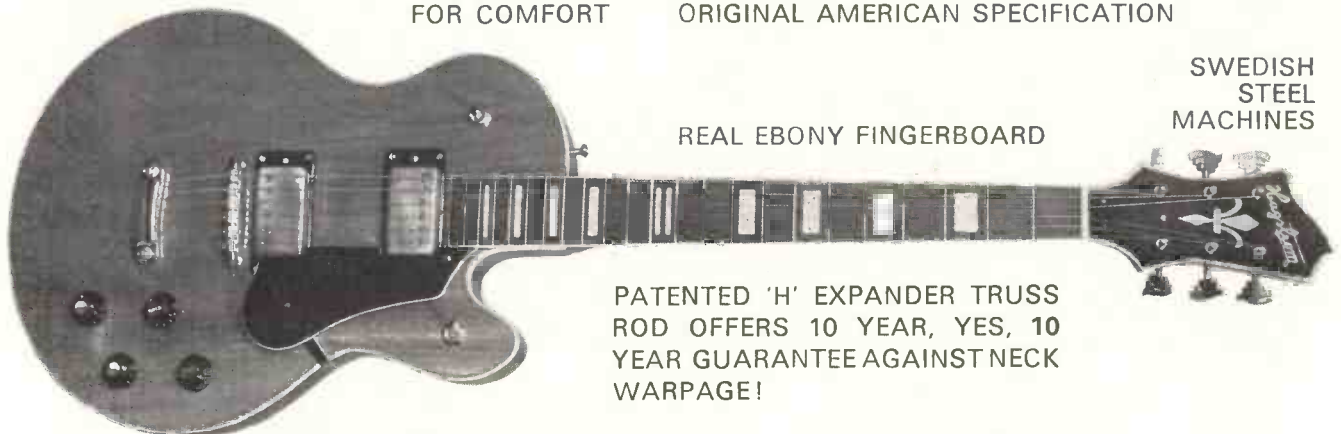 FOR COMFORT ORIGINAL AMERICAN SPECIFICATION
SWEDISH
STEEL
MACHINES
REAL EBONY FINGERBOARD
Hagstrom
PATENTED 'H' EXPANDER TRUSS
ROD OFFERS 10 YEAR, YES, 10
YEAR GUARANTEE AGAINST NECK
WARPAGE!